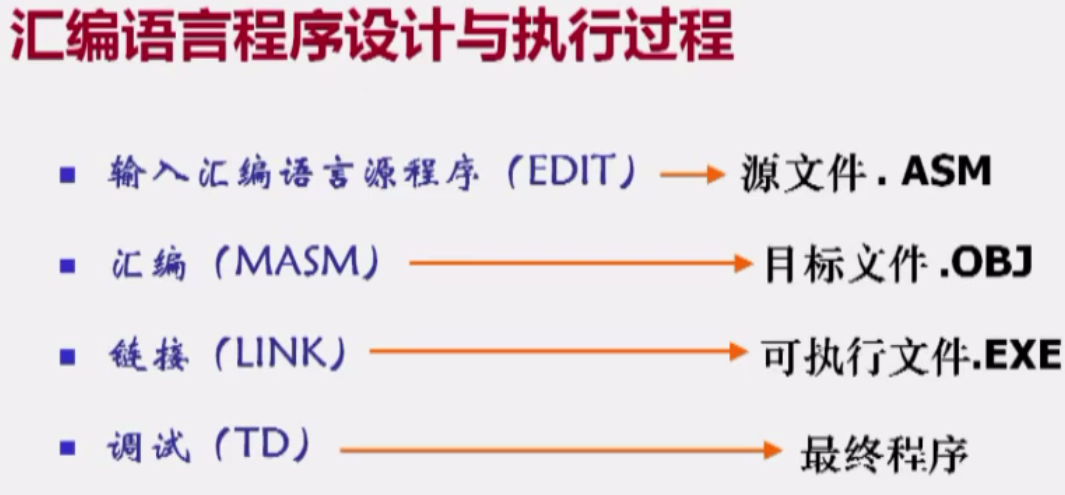 汇编语言程序设计与执行过程
输入汇编语言源程序（EDIT） 源文件. ASM
汇编（MASM） 目标文件.OBJ
链接（LINK） 可执行文件.EXE
调试（TD） 最终程序